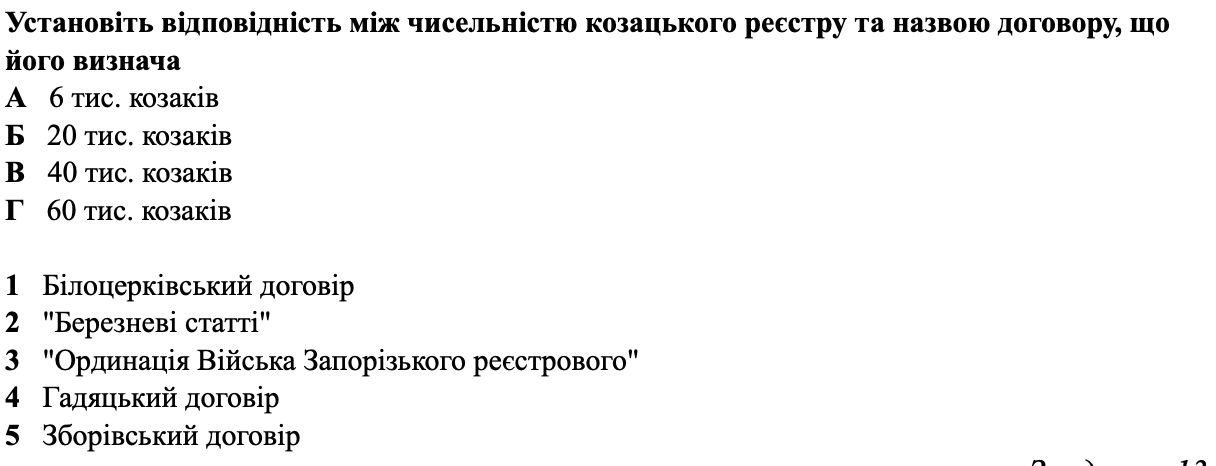 Установіть відповідність між чисельністю козацького реєстру та назвою договору, що
його визнача
А 6 тис. козаків
Б 20 тис. козаків
В 40 тис. козаків
Г 60 тис. козаків
1 Білоцерківський договір
2 "Березневі статті"
3 "Ординація Війська Запорізького реєстрового"
4 Гадяцький договір
5 Зборівський договір